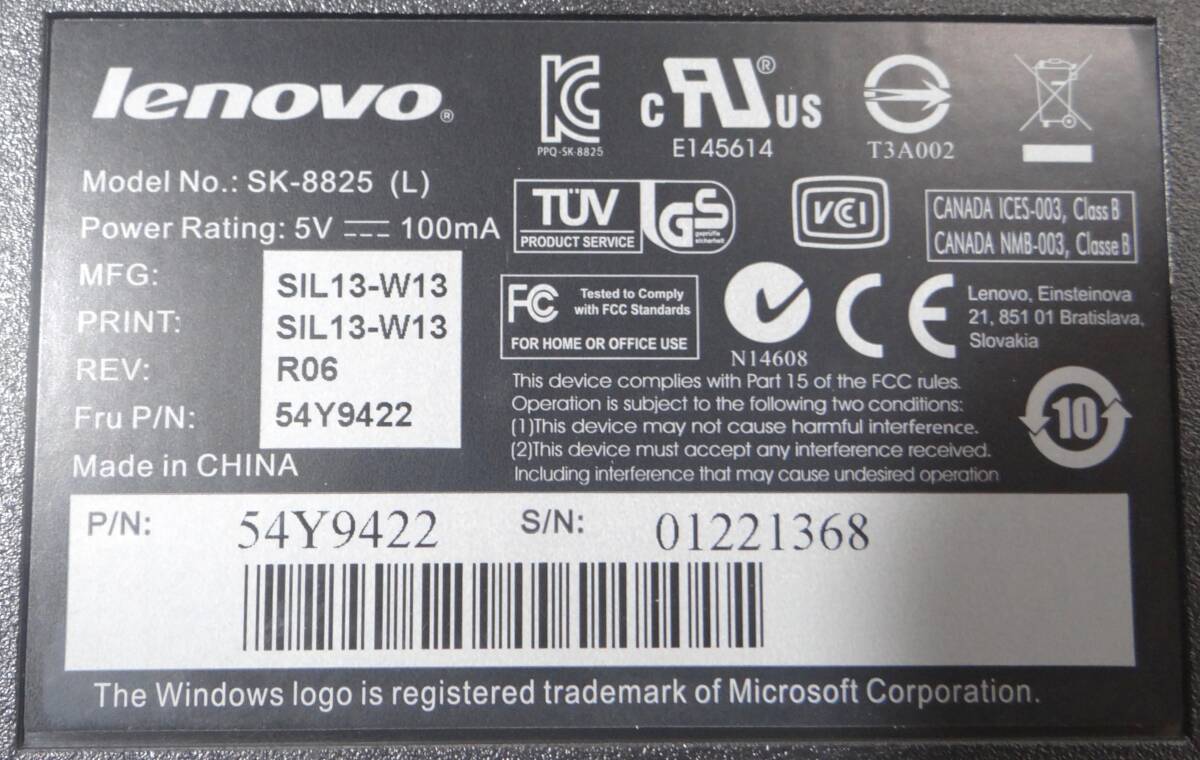 lenovo®
PPQ-SK-8825
c RU® US
E145614
T3A002
Model No.: SK-8825 (L)
Power Rating: 5V 100mA
MFG: SIL13-W13
PRINT: SIL13-W13
REV: R06
Fru P/N: 54Y9422
Made in CHINA
TÜV
PRODUCT SERVICE
GS
geprüfte
Sicherheit
VCI
CANADA ICES-003, Class B
CANADA NMB-003, Classe B
FC Tested to Comply
with FCC Standards
FOR HOME OR OFFICE USE
N14608
CE
Lenovo, Einsteinova
21, 851 01 Bratislava,
Slovakia
This device complies with Part 15 of the FCC rules.
Operation is subject to the following two conditions:
(1)This device may not cause harmful interference.
(2)This device must accept any interference received.
Including interference that may cause undesired operation
10
P/N: 54Y9422 S/N: 01221368
The Windows logo is registered trademark of Microsoft Corporation.